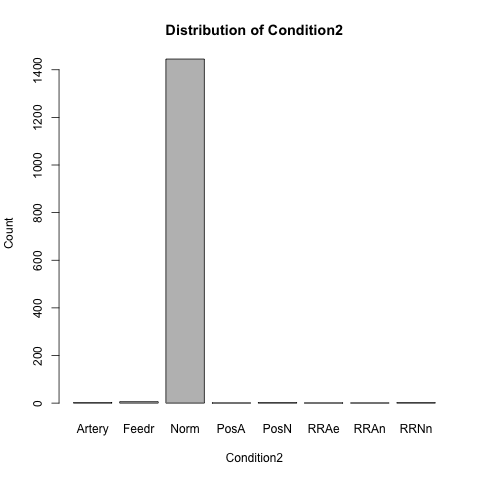 Distribution of Condition2
Count
1400
1200
1000
800
600
400
200
0
Artery Feedr Norm PosA PosN RRAe RRAn RRNn
Condition2